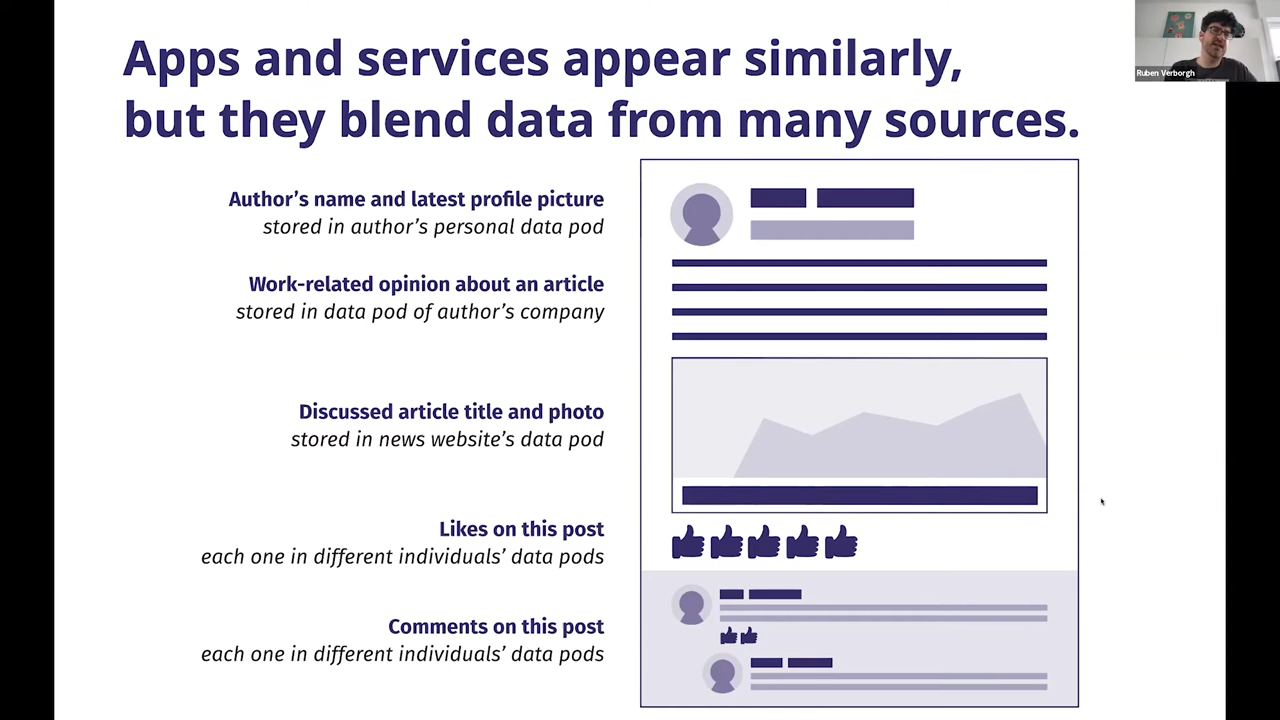 Apps and services appear similarly,
but they blend data from many sources.
Ruben Verborgh
Author’s name and latest profile picture
stored in author’s personal data pod
Work-related opinion about an article
stored in data pod of author’s company
Discussed article title and photo
stored in news website’s data pod
Likes on this post
each one in different individuals’ data pods
Comments on this post
each one in different individuals’ data pods